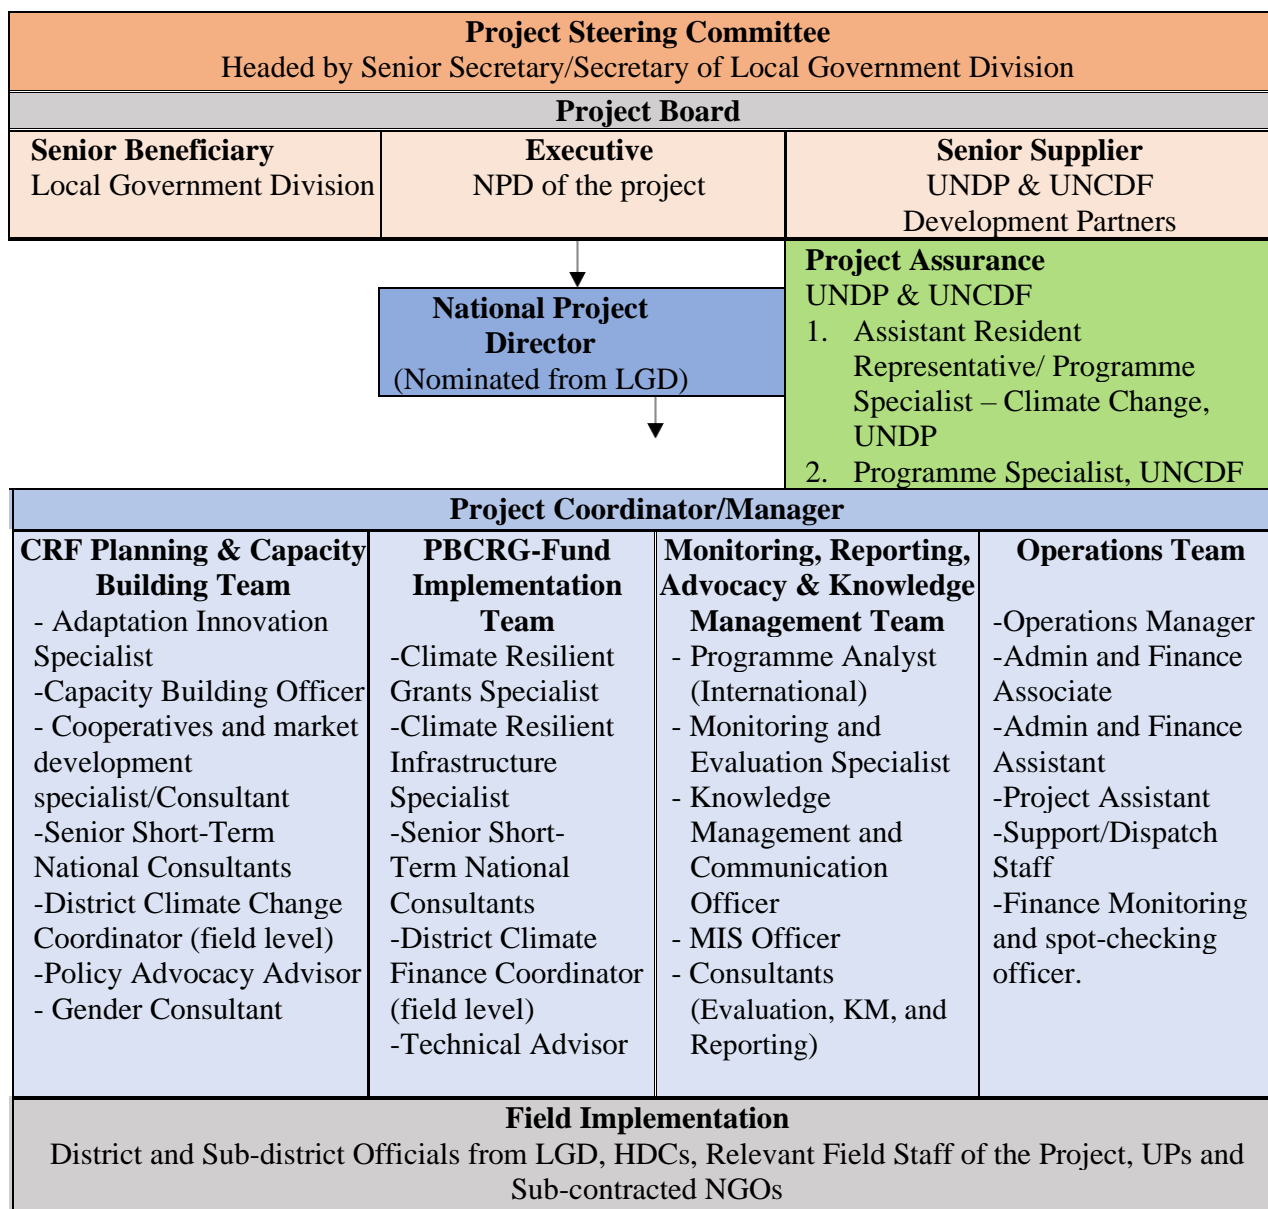 Project Steering Committee
Headed by Senior Secretary/Secretary of Local Government Division
Project Board
Senior Beneficiary
Local Government Division
Executive
NPD of the project
Senior Supplier
UNDP & UNCDF
Development Partners
National Project
Director
(Nominated from LGD)
Project Assurance
UNDP & UNCDF
1. Assistant Resident
Representative/ Programme
Specialist – Climate Change,
UNDP
2. Programme Specialist, UNCDF
Project Coordinator/Manager
CRF Planning & Capacity
Building Team
- Adaptation Innovation
Specialist
-Capacity Building Officer
- Cooperatives and market
development
specialist/Consultant
-Senior Short-Term
National Consultants
-District Climate Change
Coordinator (field level)
-Policy Advocacy Advisor
- Gender Consultant
PBCRG-Fund
Implementation
Team
-Climate Resilient
Grants Specialist
-Climate Resilient
Infrastructure
Specialist
-Senior Short-
Term National
Consultants
-District Climate
Finance Coordinator
(field level)
-Technical Advisor
Monitoring, Reporting,
Advocacy & Knowledge
Management Team
- Programme Analyst
(International)
- Monitoring and
Evaluation Specialist
- Knowledge
Management and
Communication
Officer
- MIS Officer
- Consultants
(Evaluation, KM, and
Reporting)
Operations Team
-Operations Manager
-Admin and Finance
Associate
-Admin and Finance
Assistant
-Project Assistant
-Support/Dispatch
Staff
-Finance Monitoring
and spot-checking
officer.
Field Implementation
District and Sub-district Officials from LGD, HDCs, Relevant Field Staff of the Project, UPs and
Sub-contracted NGOs